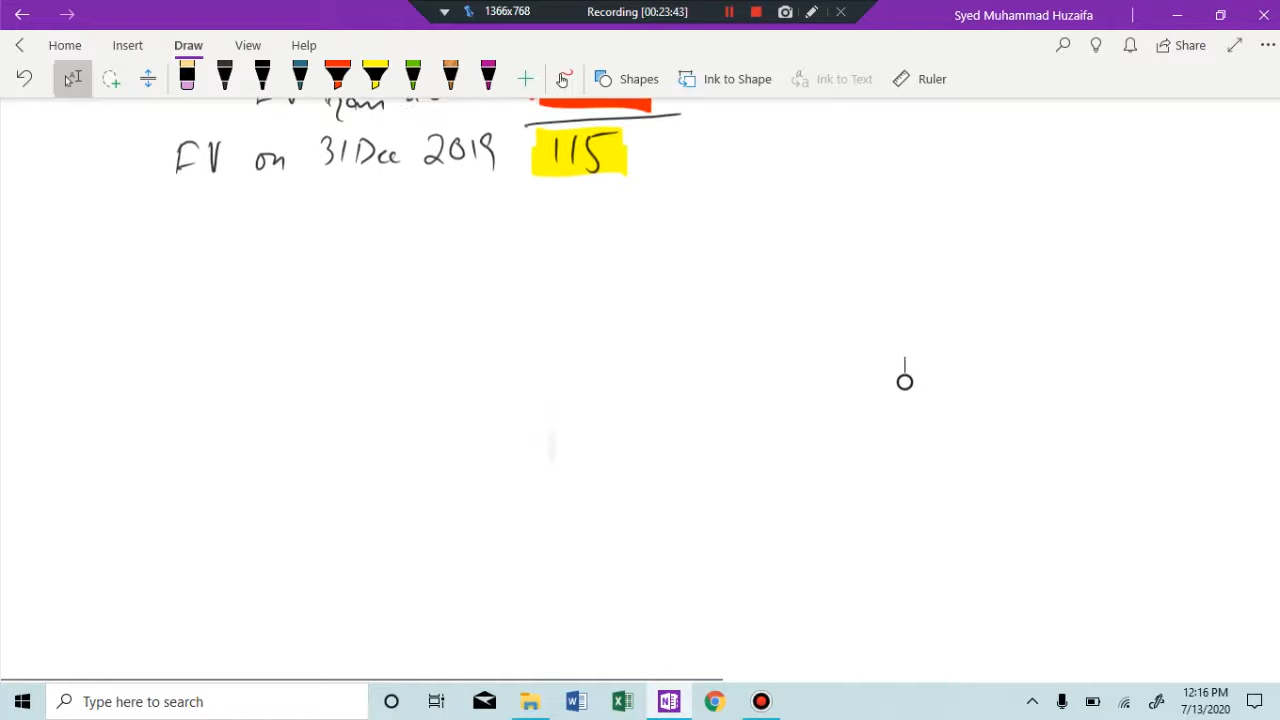 1366x768 Recording [00:23:43] Syed Muhammad Huzaifa
Home Insert Draw View Help Share
Shapes Ink to Shape Ink to Text Ruler
FV on 31 Dec 2019 115
Type here to search
12:16 PM
7/13/2020